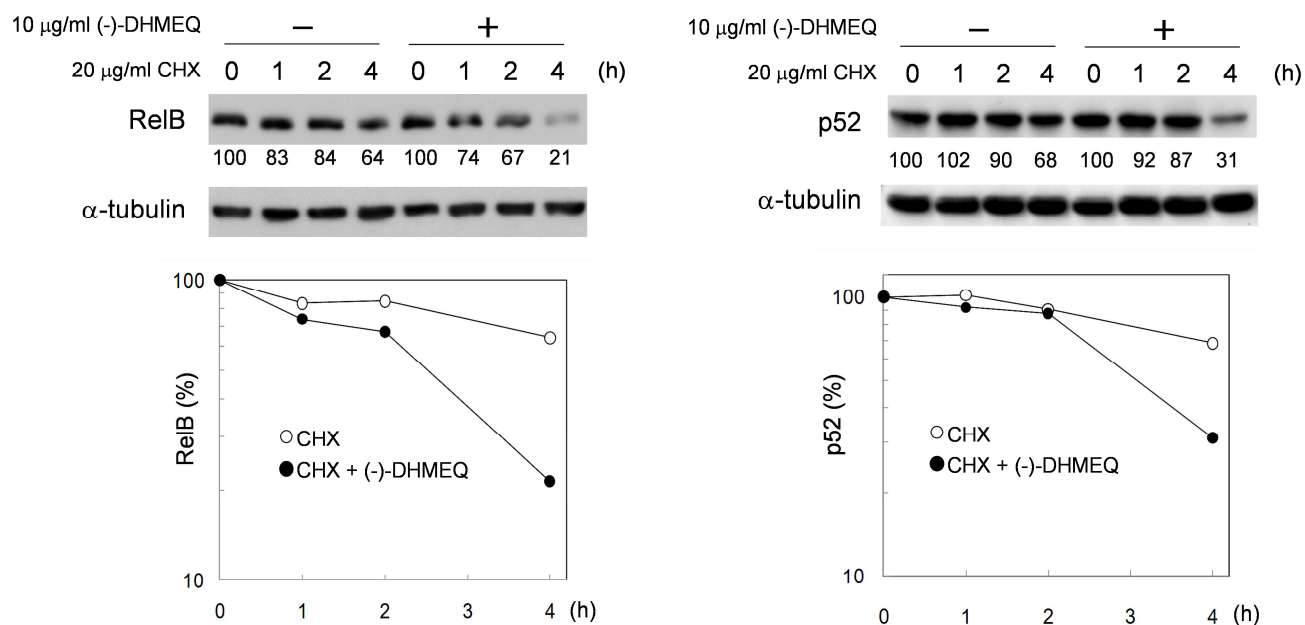 10 μg/ml (-)-DHMEQ − +
20 μg/ml CHX 0 1 2 4 0 1 2 4 (h)
RelB
100 83 84 64 100 74 67 21
α-tubulin
100
RelB (%)
CHX
CHX + (-)-DHMEQ
10
0 1 2 3 4 (h)
10 μg/ml (-)-DHMEQ − +
20 μg/ml CHX 0 1 2 4 0 1 2 4 (h)
p52
100 102 90 68 100 92 87 31
α-tubulin
100
p52 (%)
CHX
CHX + (-)-DHMEQ
10
0 1 2 3 4 (h)